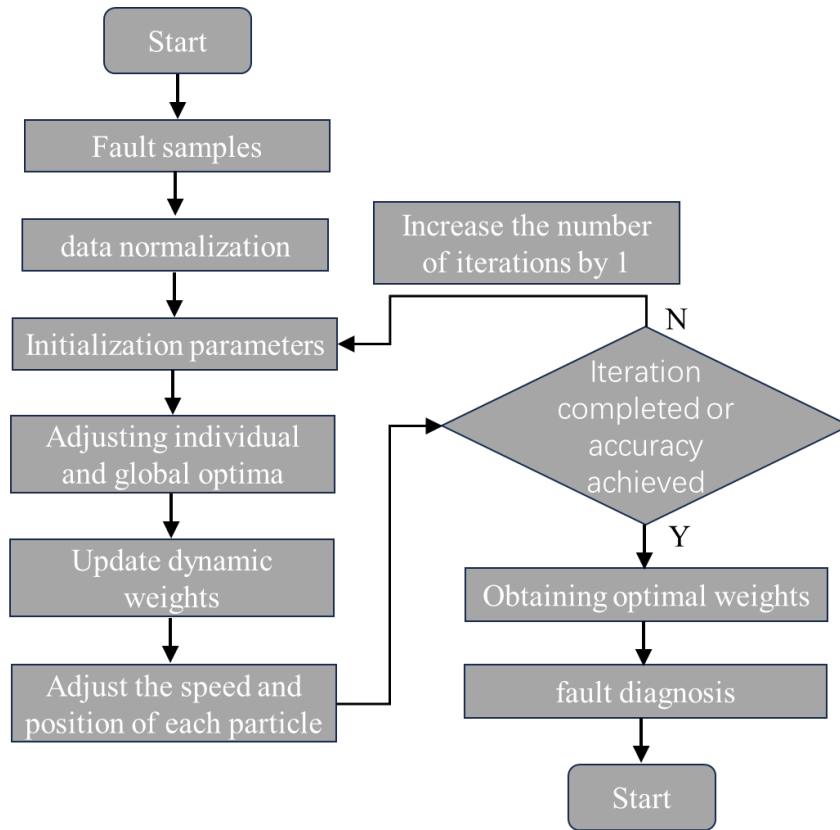 Start
Fault samples
data normalization
Initialization parameters
Adjusting individual
and global optima
Update dynamic
weights
Adjust the speed and
position of each particle
Increase the number
of iterations by 1
N
Iteration
completed or
accuracy
achieved
Y
Obtaining optimal weights
fault diagnosis
Start